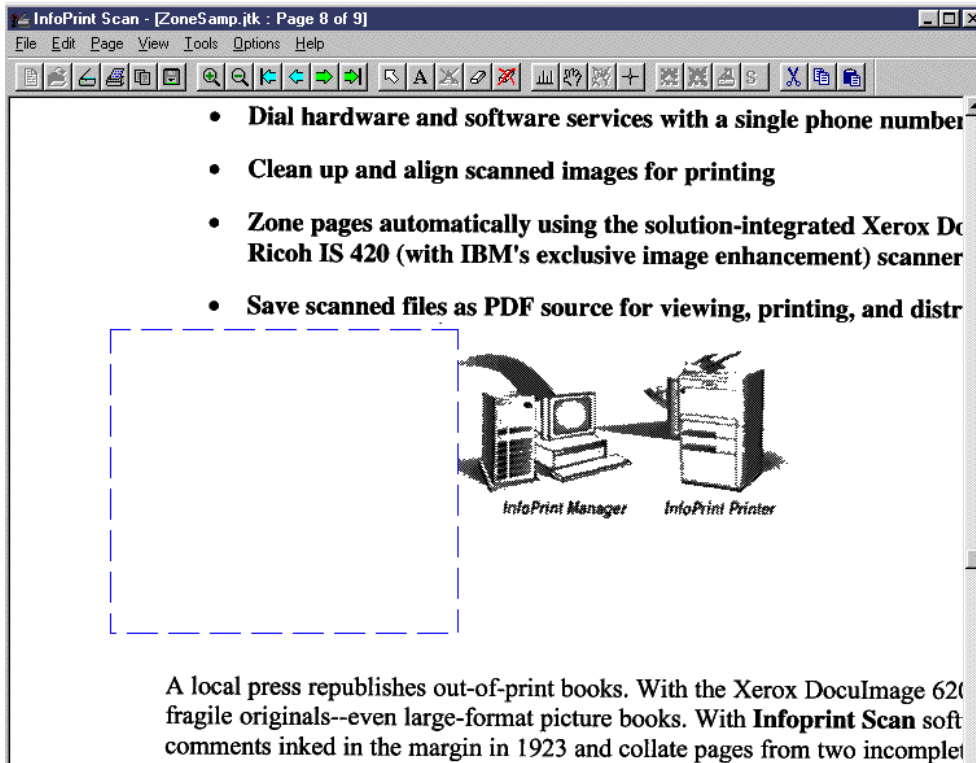 InfoPrint Scan - [ZoneSamp.jtk : Page 8 of 9]
File Edit Page View Tools Options Help
A S
• Dial hardware and software services with a single phone number
• Clean up and align scanned images for printing
• Zone pages automatically using the solution-integrated Xerox Do
Ricoh IS 420 (with IBM's exclusive image enhancement) scanner
• Save scanned files as PDF source for viewing, printing, and distr
InfoPrint Manager InfoPrint Printer
A local press republishes out-of-print books. With the Xerox DocuImage 620
fragile originals--even large-format picture books. With Infoprint Scan soft
comments inked in the margin in 1923 and collate pages from two incomplet